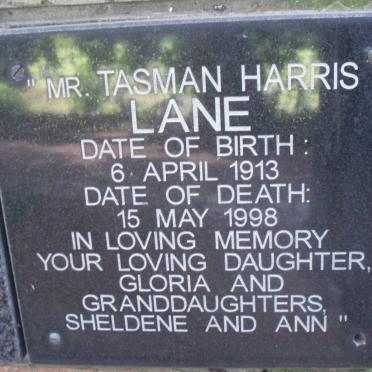 " MR. TASMAN HARRIS
LANE
DATE OF BIRTH :
6 APRIL 1913
DATE OF DEATH:
15 MAY 1998
IN LOVING MEMORY
YOUR LOVING DAUGHTER,
GLORIA AND
GRANDDAUGHTERS,
SHELDENE AND ANN "